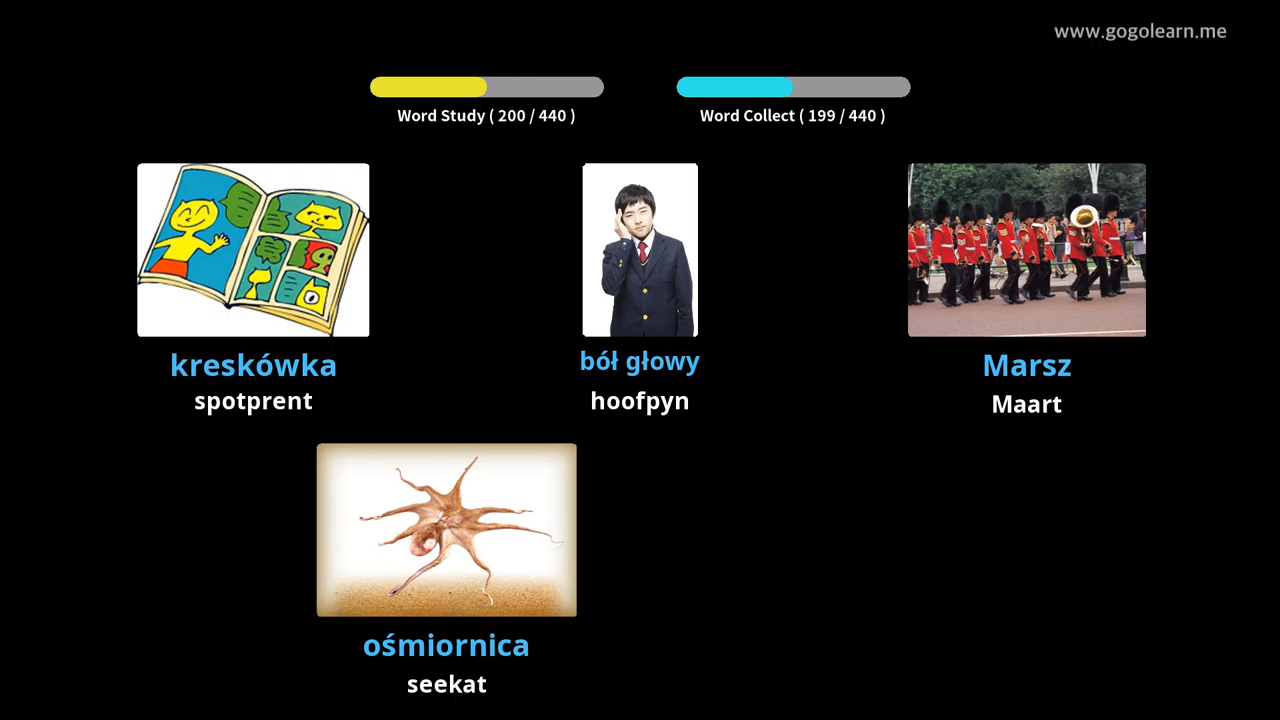 www.gogolearn.me
Word Study ( 200 / 440 )
Word Collect ( 199 / 440 )
kreskówka
spotprent
bół głowy
hoofpyn
Marsz
Maart
ośmiornica
seekat